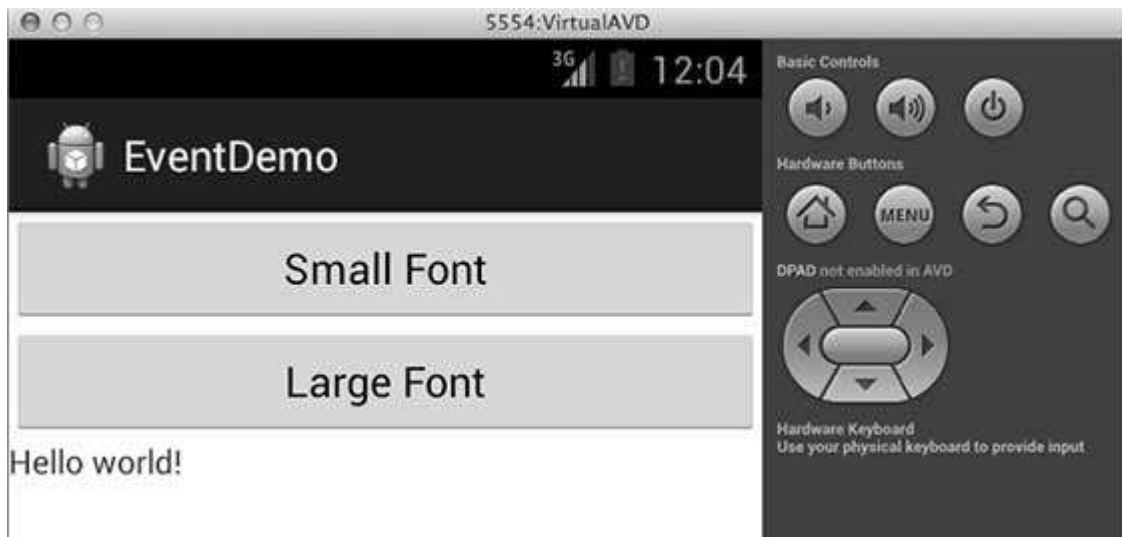 5554:VirtualAVD
3G 12:04
EventDemo
Small Font
Large Font
Hello world!
Basic Controls
Hardware Buttons
MENU
DPAD not enabled in AVD
Hardware Keyboard
Use your physical keyboard to provide input